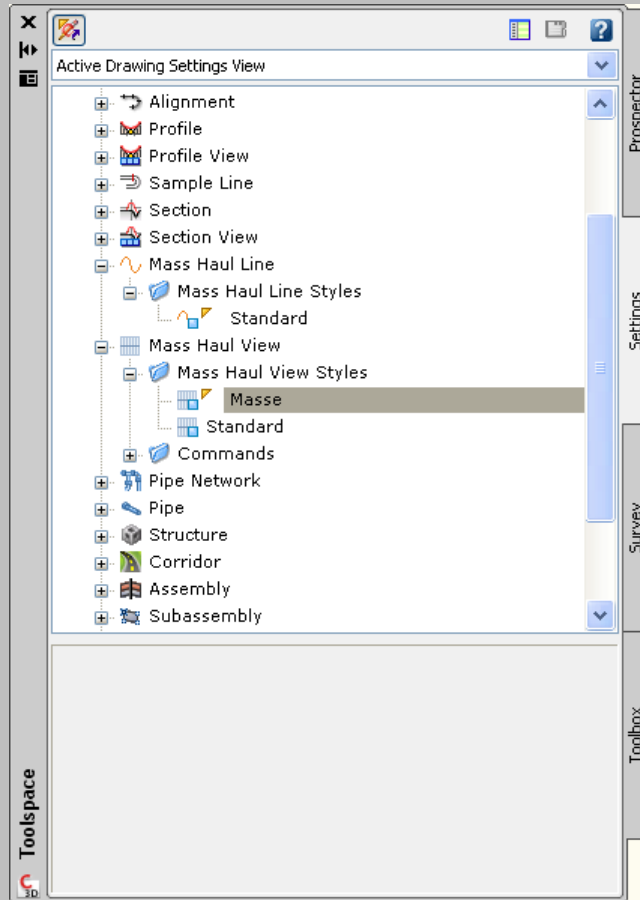 Active Drawing Settings View
Alignment
Profile
Profile View
Sample Line
Section
Section View
Mass Haul Line
Mass Haul Line Styles
Standard
Mass Haul View
Mass Haul View Styles
Masse
Standard
Commands
Pipe Network
Pipe
Structure
Corridor
Assembly
Subassembly
Prospector
Settings
Survey
Toolbox
Toolspace
3D